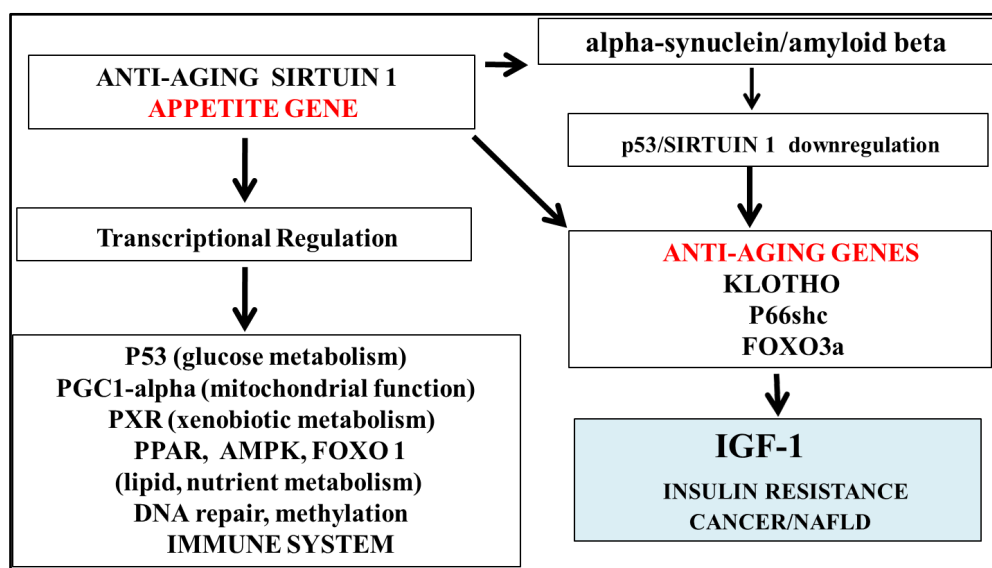 ANTI-AGING SIRTUIN 1
APPETITE GENE
Transcriptional Regulation
P53 (glucose metabolism)
PGC1-alpha (mitochondrial function)
PXR (xenobiotic metabolism)
PPAR, AMPK, FOXO 1
(lipid, nutrient metabolism)
DNA repair, methylation
IMMUNE SYSTEM
alpha-synuclein/amyloid beta
p53/SIRTUIN 1 downregulation
ANTI-AGING GENES
KLOTHO
P66shc
FOXO3a
IGF-1
INSULIN RESISTANCE
CANCER/NAFLD